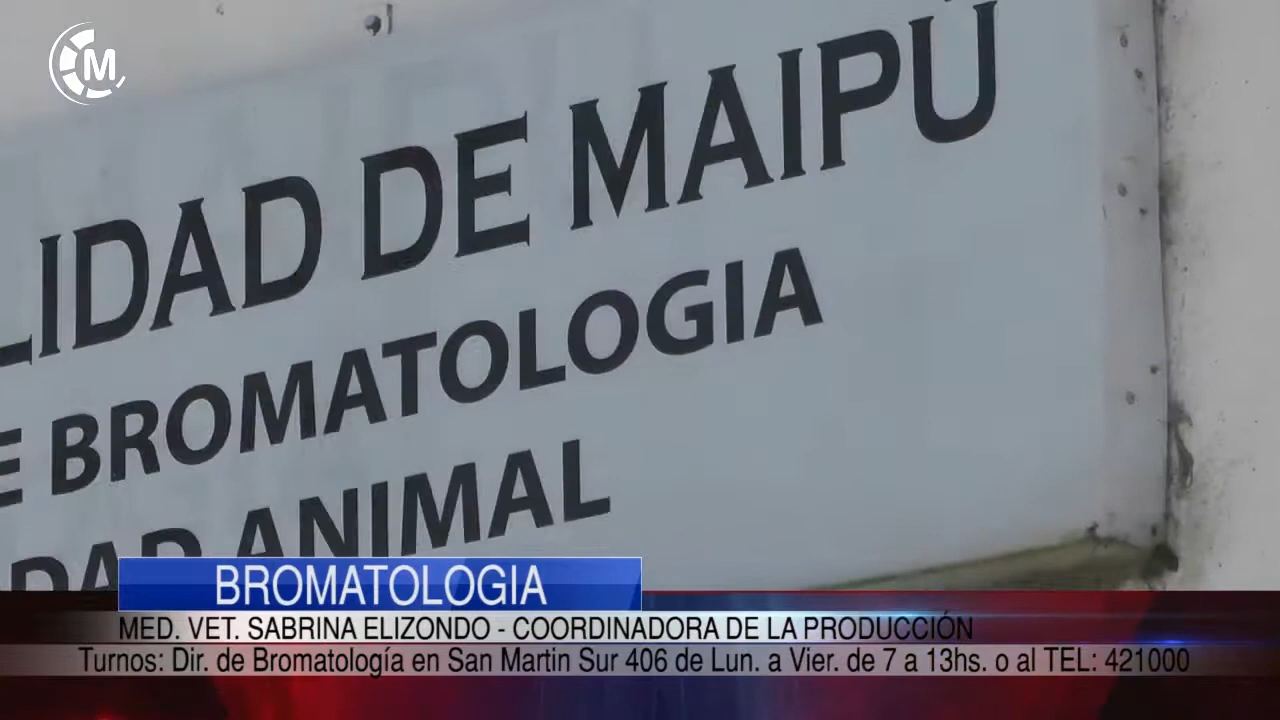 M
LIDAD DE MAIPÚ
E BROMATOLOGIA
DAD ANIMAL
BROMATOLOGIA
MED. VET. SABRINA ELIZONDO - COORDINADORA DE LA PRODUCCIÓN
Turnos: Dir. de Bromatología en San Martin Sur 406 de Lun. a Vier. de 7 a 13hs. o al TEL: 421000